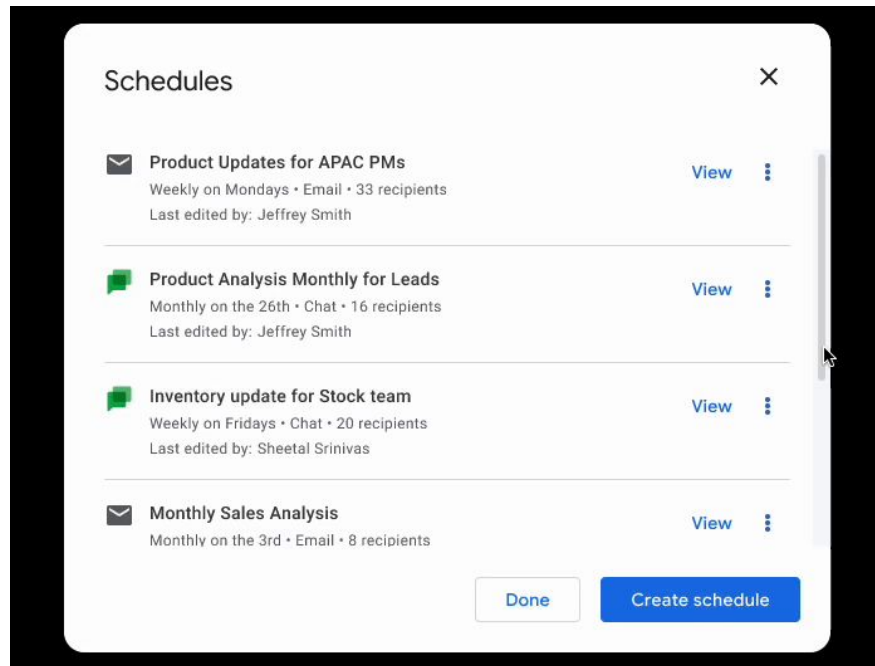 Schedules
Product Updates for APAC PMs
Weekly on Mondays • Email • 33 recipients
Last edited by: Jeffrey Smith
View
Product Analysis Monthly for Leads
Monthly on the 26th • Chat • 16 recipients
Last edited by: Jeffrey Smith
View
Inventory update for Stock team
Weekly on Fridays • Chat • 20 recipients
Last edited by: Sheetal Srinivas
View
Monthly Sales Analysis
Monthly on the 3rd • Email • 8 recipients
View
Done
Create schedule